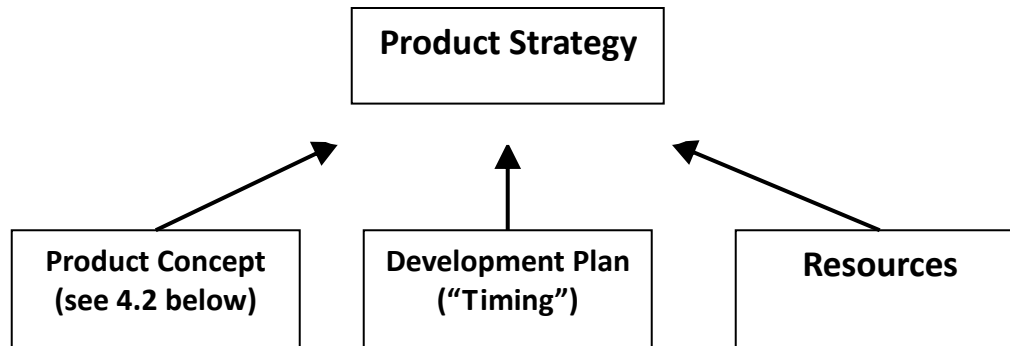 Product Strategy
Product Concept
(see 4.2 below)
Development Plan
(“Timing”)
Resources